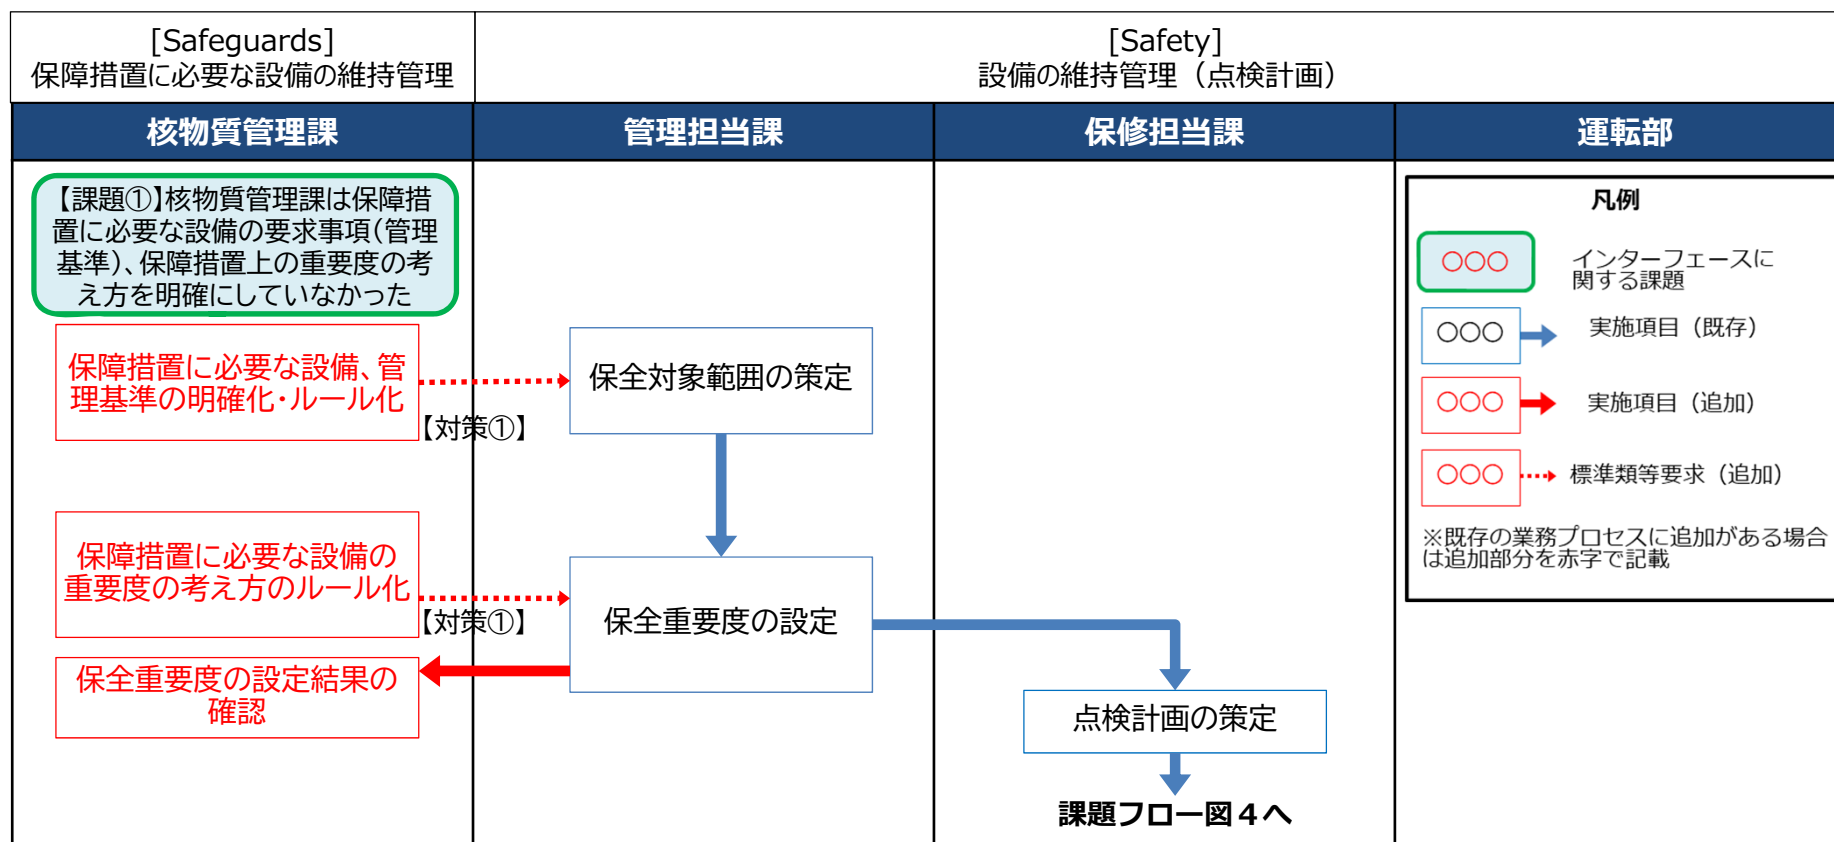 [Safeguards]
保障措置に必要な設備の維持管理
[Safety]
設備の維持管理（点検計画）
核物質管理課
管理担当課
保修担当課
運転部
【課題①】核物質管理課は保障措
置に必要な設備の要求事項（管理
基準）、保障措置上の重要度の考
え方を明確にしていなかった
保障措置に必要な設備、管
理基準の明確化・ルール化
【対策①】
保全対象範囲の策定
保障措置に必要な設備の
重要度の考え方のルール化
【対策①】
保全重要度の設定
保全重要度の設定結果の
確認
点検計画の策定
課題フロー図４へ
凡例
○○○
インターフェースに
関する課題
○○○
実施項目（既存）
○○○
実施項目（追加）
○○○
標準類等要求（追加）
※既存の業務プロセスに追加がある場合
は追加部分を赤字で記載